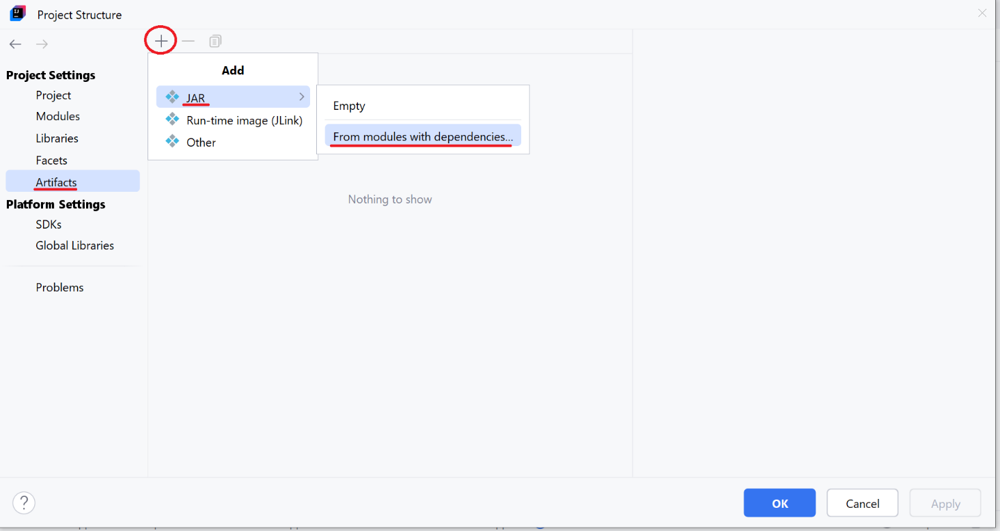 Project Structure
Project Settings
Project
Modules
Libraries
Facets
Artifacts
Platform Settings
SDKs
Global Libraries
Problems
Add
JAR
Run-time image (JLink)
Other
Empty
From modules with dependencies...
Nothing to show
?
OK
Cancel
Apply